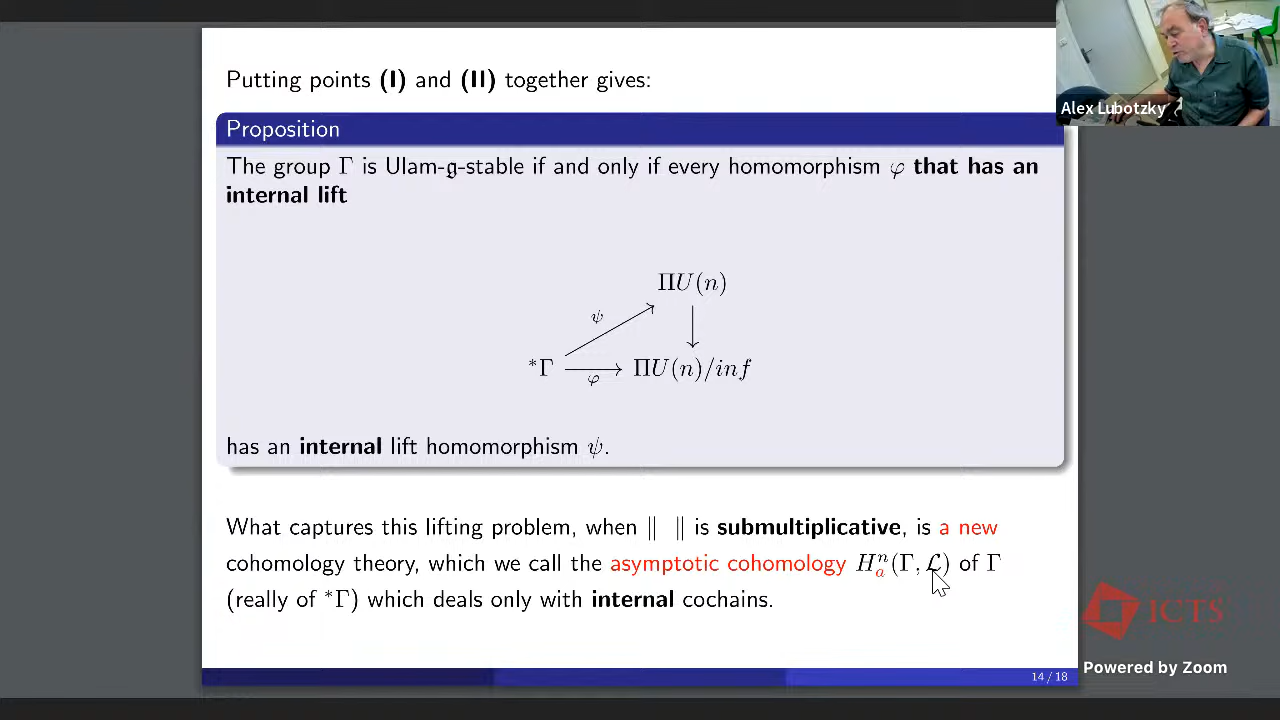 Putting points (I) and (II) together gives:
Alex Lubotzky
Proposition
The group Γ is Ulam-𝔤-stable if and only if every homomorphism φ that has an
internal lift
ΠU(n)
ψ
*Γ ΠU(n)/inf
φ
has an internal lift homomorphism ψ.
What captures this lifting problem, when ‖ ‖ is submultiplicative, is a new
cohomology theory, which we call the asymptotic cohomology Hₐⁿ(Γ, ℒ) of Γ
(really of *Γ) which deals only with internal cochains.
ICTS
Powered by Zoom
14 / 18